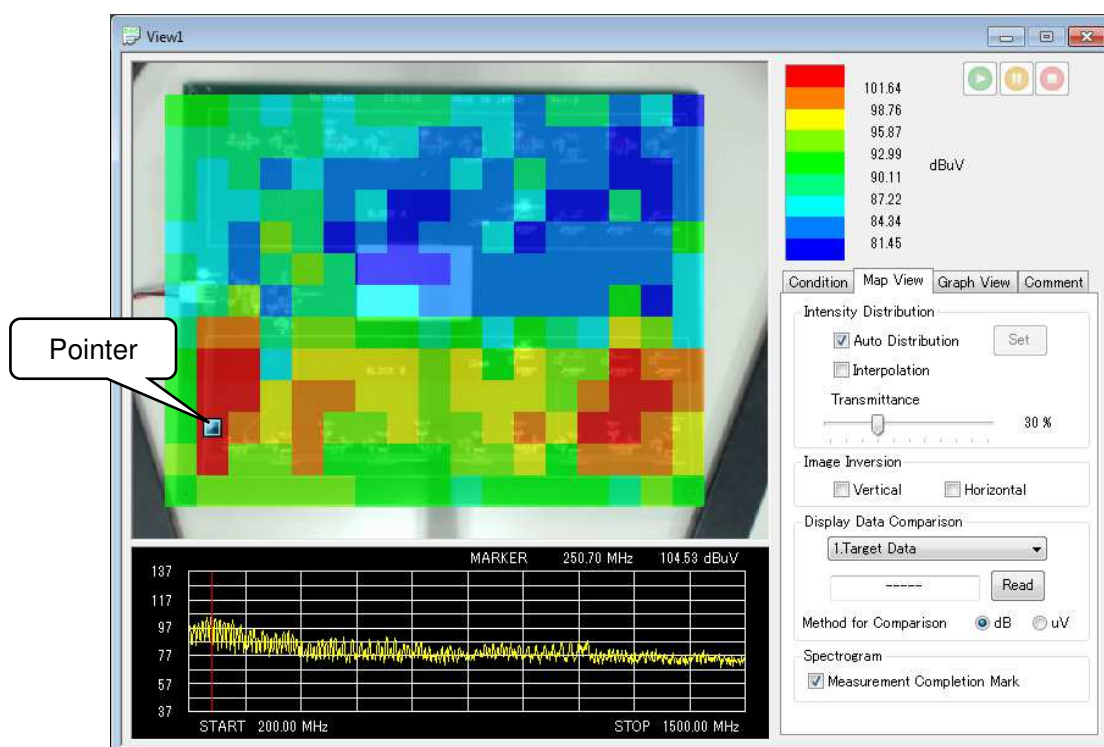 View1
Pointer
BLOCK A
BLOCK B
101.64
98.76
95.87
92.99
90.11
87.22
84.34
81.45
dBuV
Condition Map View Graph View Comment
Intensity Distribution
Auto Distribution Set
Interpolation
Transmittance
30 %
Image Inversion
Vertical Horizontal
Display Data Comparison
1.Target Data
----- Read
Method for Comparison dB uV
Spectrogram
Measurement Completion Mark
MARKER 250.70 MHz 104.53 dBuV
137
117
97
77
57
37
START 200.00 MHz STOP 1500.00 MHz